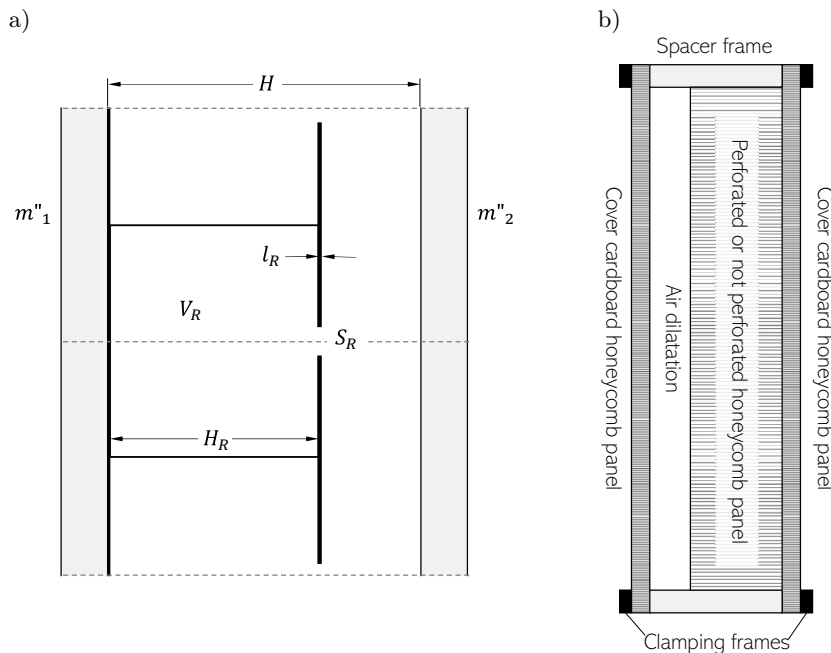 a)
H
m"1
m"2
lR
VR
SR
HR
b)
Spacer frame
Cover cardboard honeycomb panel
Air dilatation
Perforated or not perforated honeycomb panel
Cover cardboard honeycomb panel
Clamping frames